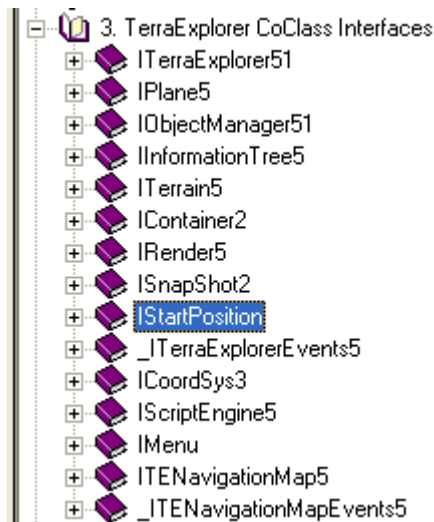 3. TerraExplorer CoClass Interfaces
ITerraExplorer51
IPlane5
IObjectManager51
IInformationTree5
ITerrain5
IContainer2
IRender5
ISnapShot2
IStartPosition
_ITerraExplorerEvents5
ICoordSys3
IScriptEngine5
IMenu
ITENavigationMap5
_ITENavigationMapEvents5